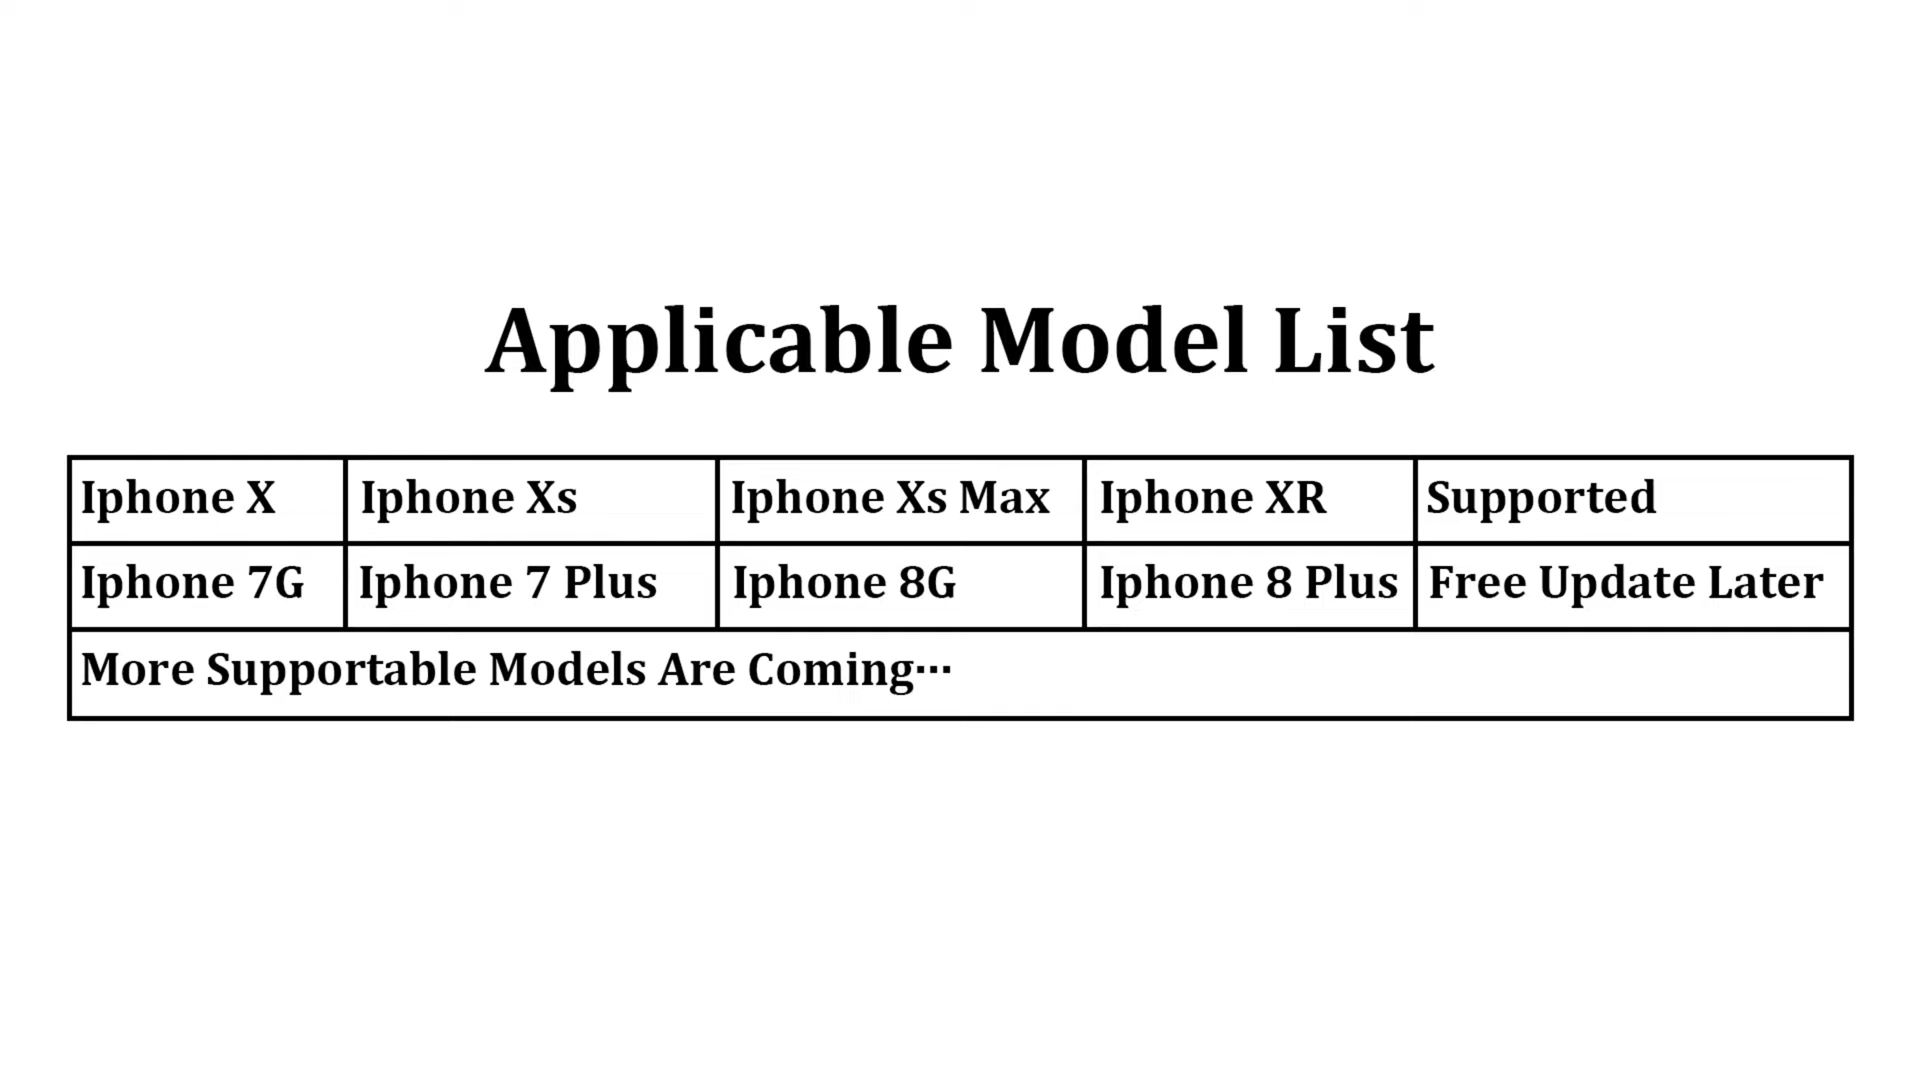 Applicable Model List
Iphone X Iphone Xs Iphone Xs Max Iphone XR Supported
Iphone 7G Iphone 7 Plus Iphone 8G Iphone 8 Plus Free Update Later
More Supportable Models Are Coming···